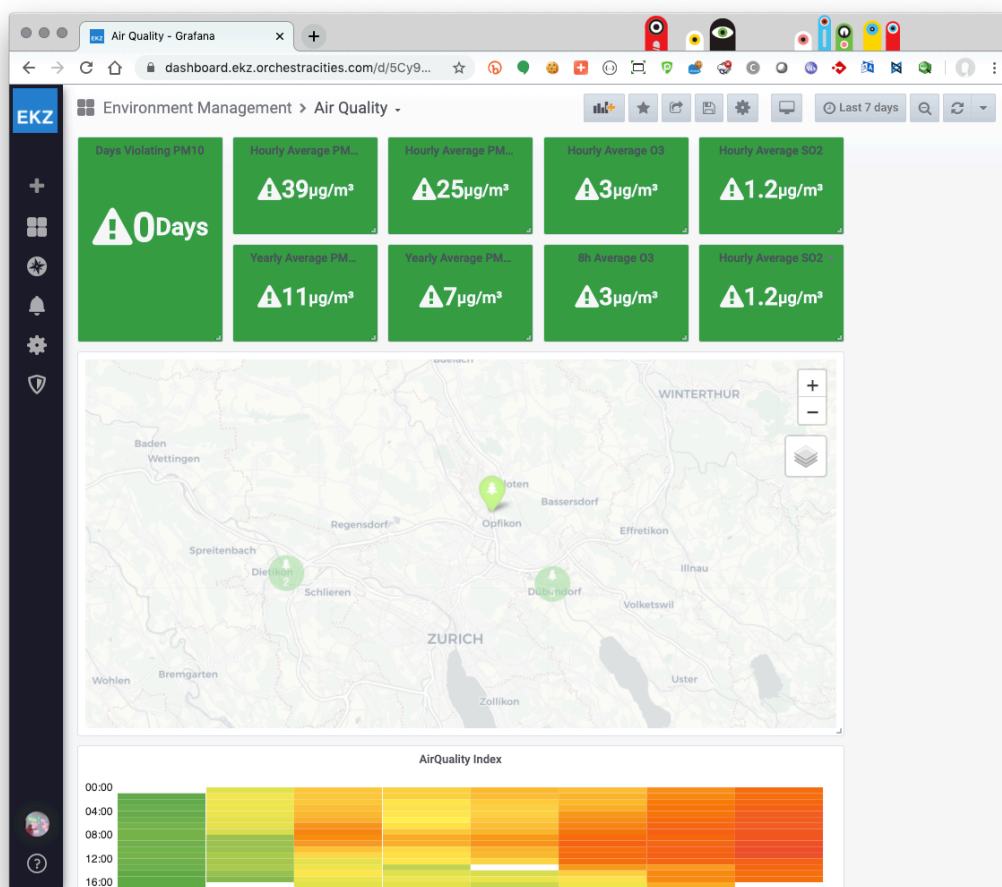 EKZ
Air Quality - Grafana
dashboard.ekz.orchestracities.com/d/5Cy9...
EKZ
Environment Management > Air Quality
Last 7 days
Days Violating PM10
0Days
Hourly Average PM...
39µg/m³
Hourly Average PM...
25µg/m³
Hourly Average O3
3µg/m³
Hourly Average SO2
1.2µg/m³
Yearly Average PM...
11µg/m³
Yearly Average PM...
7µg/m³
8h Average O3
3µg/m³
Hourly Average SO2
1.2µg/m³
WINTERTHUR
+
−
Baden
Wettingen
loten
Bassersdorf
Regensdorf
Opfikon
Effretikon
Spreitenbach
Dietikon
2
2
Illnau
Schlieren
Dübendorf
Volketswil
ZURICH
Wohlen
Bremgarten
Uster
Zollikon
AirQuality Index
00:00
04:00
08:00
12:00
16:00